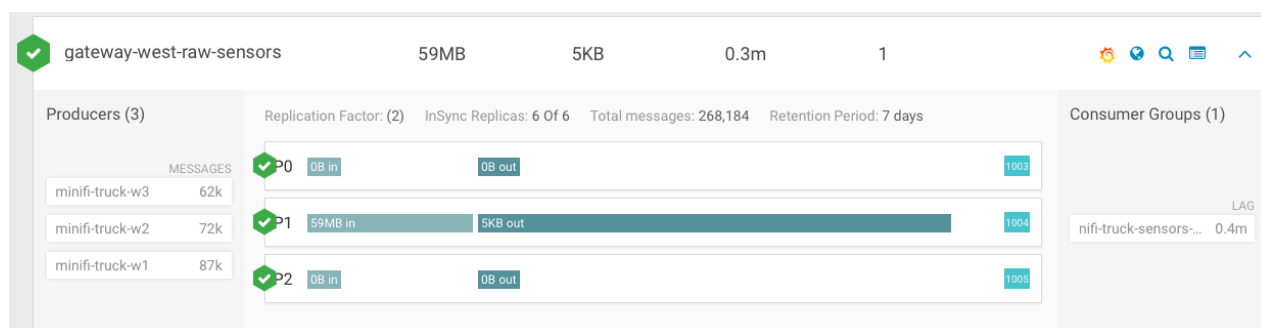 gateway-west-raw-sensors 59MB 5KB 0.3m 1
Producers (3)
MESSAGES
minifi-truck-w3 62k
minifi-truck-w2 72k
minifi-truck-w1 87k
Replication Factor: (2) InSync Replicas: 6 Of 6 Total messages: 268,184 Retention Period: 7 days
P0 0B in 0B out 1003
P1 59MB in 5KB out 1004
P2 0B in 0B out 1005
Consumer Groups (1)
LAG
nifi-truck-sensors-... 0.4m